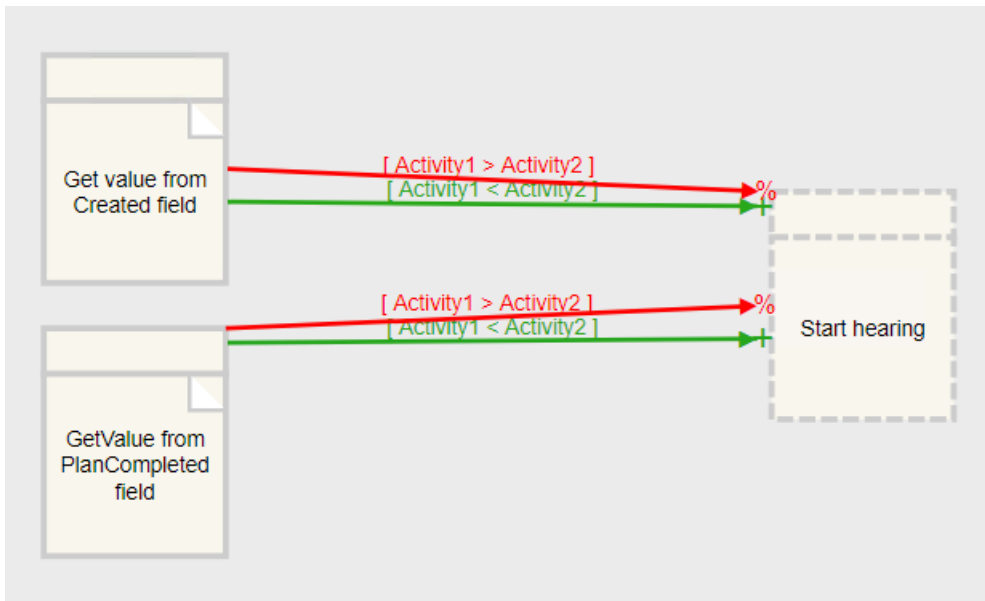 Get value from
Created field
[ Activity1 > Activity2 ]
[ Activity1 < Activity2 ]
%
+
[ Activity1 > Activity2 ]
[ Activity1 < Activity2 ]
%
+
Start hearing
GetValue from
PlanCompleted
field